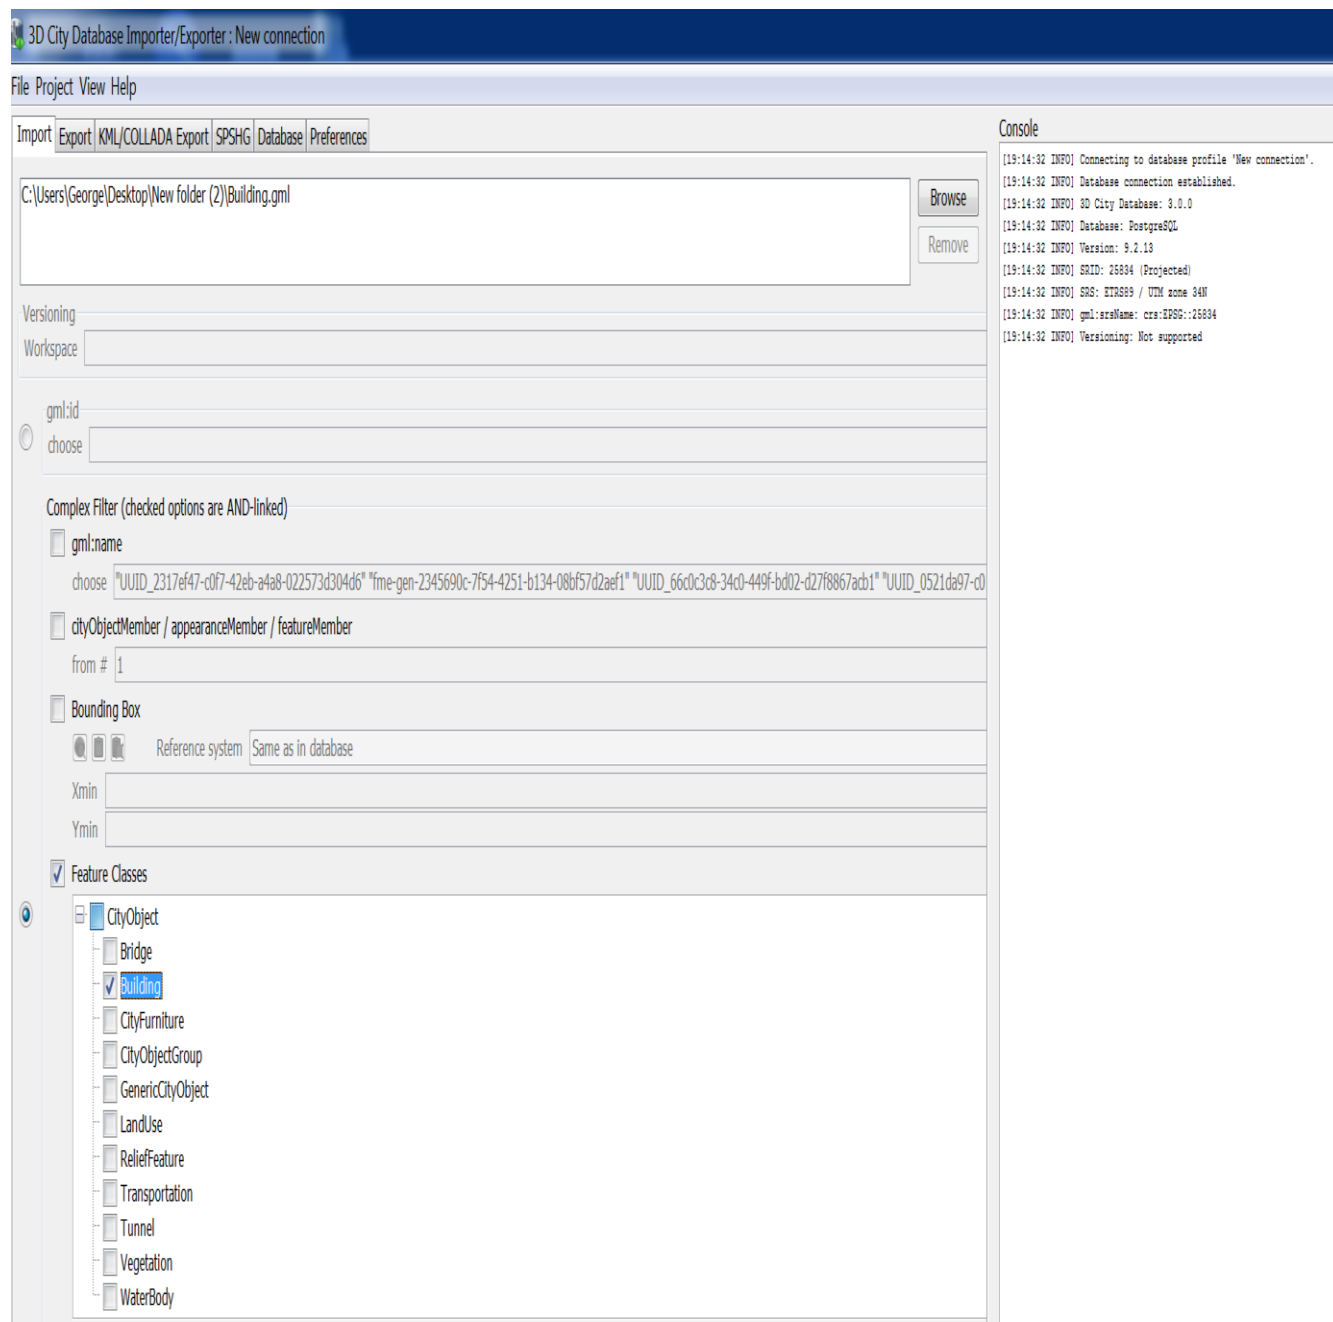 3D City Database Importer/Exporter : New connection
File Project View Help
Import Export KML/COLLADA Export SPSHG Database Preferences
C:\Users\George\Desktop\New folder (2)\Building.gml
Browse
Remove
Versioning
Workspace
gml:id
choose
Complex Filter (checked options are AND-linked)
gml:name
choose "UUID_2317ef47-c0f7-42eb-a4a8-022573d304d6" "fme-gen-2345690c-7f54-4251-b134-08bf57d2aef1" "UUID_66c0c3c8-34c0-449f-bd02-d27f8867acb1" "UUID_0521da97-c0
cityObjectMember / appearanceMember / featureMember
from # 1
Bounding Box
Reference system Same as in database
Xmin
Ymin
Feature Classes
CityObject
Bridge
Building
CityFurniture
CityObjectGroup
GenericCityObject
LandUse
ReliefFeature
Transportation
Tunnel
Vegetation
WaterBody
Console
[19:14:32 INFO] Connecting to database profile 'New connection'.
[19:14:32 INFO] Database connection established.
[19:14:32 INFO] 3D City Database: 3.0.0
[19:14:32 INFO] Database: PostgreSQL
[19:14:32 INFO] Version: 9.2.13
[19:14:32 INFO] SRID: 25834 (Projected)
[19:14:32 INFO] SRS: ETRS89 / UTM zone 34N
[19:14:32 INFO] gml:srsName: crs:EPSG::25834
[19:14:32 INFO] Versioning: Not supported